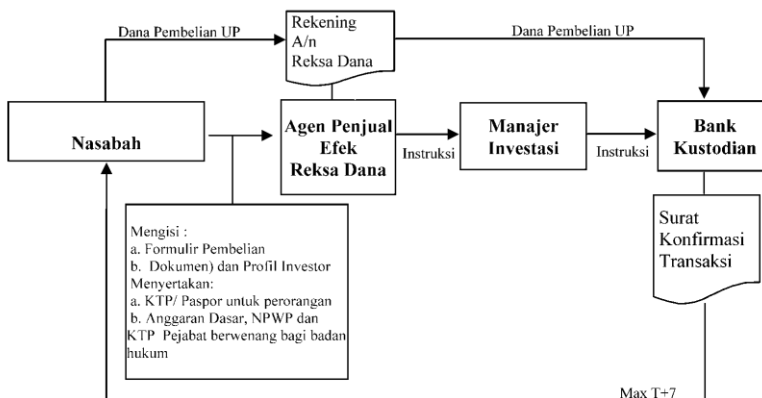 Dana Pembelian UP
Rekening
A/n
Reksa Dana
Dana Pembelian UP
Nasabah
Agen Penjual
Efek
Reksa Dana
Instruksi
Manajer
Investasi
Instruksi
Bank
Kustodian
Mengisi :
a. Formulir Pembelian
b. Dokumen) dan Profil Investor
Menyertakan:
a. KTP/ Paspor untuk perorangan
b. Anggaran Dasar, NPWP dan
KTP Pejabat berwenang bagi badan
hukum
Surat
Konfirmasi
Transaksi
Max T+7